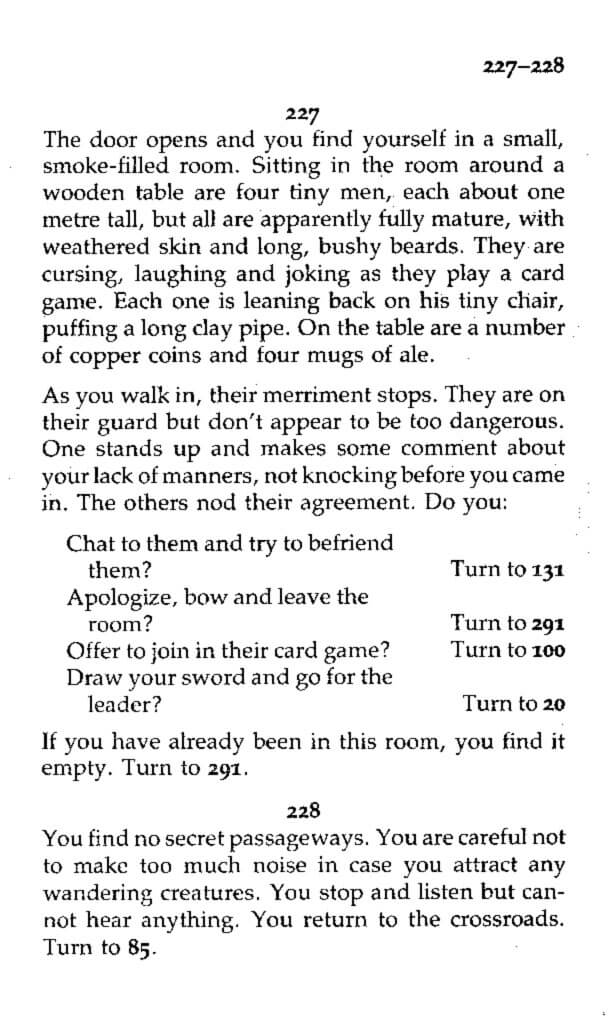 227–228
227
The door opens and you find yourself in a small,
smoke-filled room. Sitting in the room around a
wooden table are four tiny men, each about one
metre tall, but all are apparently fully mature, with
weathered skin and long, bushy beards. They are
cursing, laughing and joking as they play a card
game. Each one is leaning back on his tiny chair,
puffing a long clay pipe. On the table are a number
of copper coins and four mugs of ale.
As you walk in, their merriment stops. They are on
their guard but don't appear to be too dangerous.
One stands up and makes some comment about
your lack of manners, not knocking before you came
in. The others nod their agreement. Do you:
Chat to them and try to befriend
them? Turn to 131
Apologize, bow and leave the
room? Turn to 291
Offer to join in their card game? Turn to 100
Draw your sword and go for the
leader? Turn to 20
If you have already been in this room, you find it
empty. Turn to 291.
228
You find no secret passageways. You are careful not
to make too much noise in case you attract any
wandering creatures. You stop and listen but can-
not hear anything. You return to the crossroads.
Turn to 85.